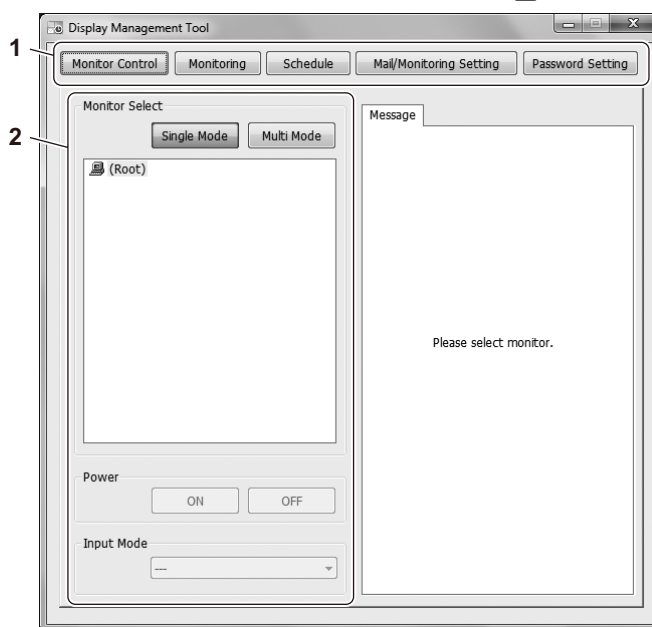 Display Management Tool
1
Monitor Control Monitoring Schedule Mail/Monitoring Setting Password Setting
2
Monitor Select
Single Mode Multi Mode
(Root)
Message
Please select monitor.
Power
ON OFF
Input Mode
---